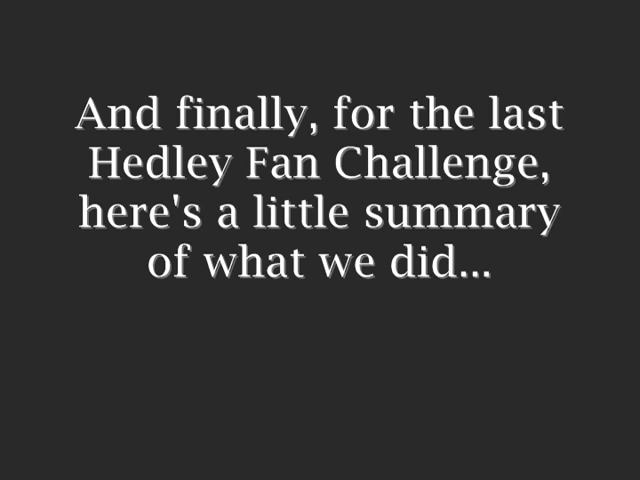 And finally, for the last
Hedley Fan Challenge,
here's a little summary
of what we did...